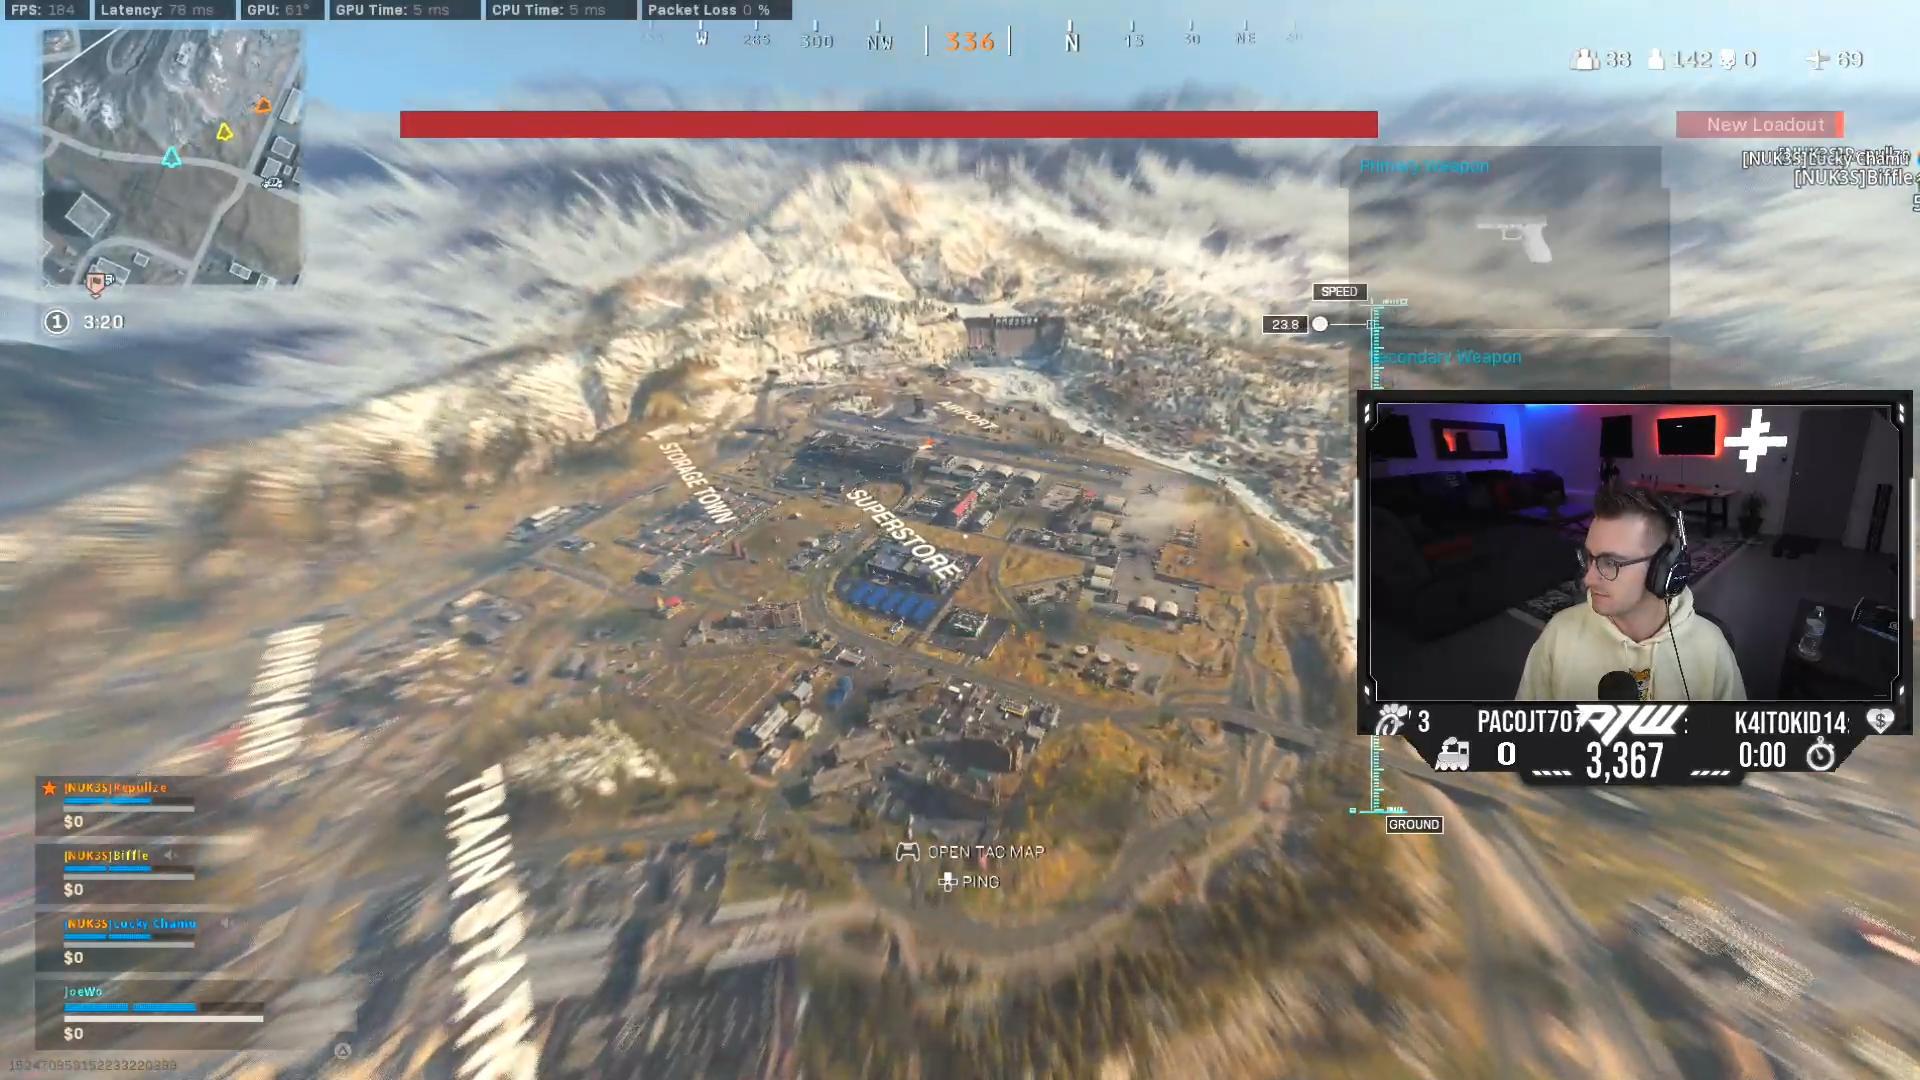 FPS: 184 Latency: 78 ms GPU: 61° GPU Time: 5 ms CPU Time: 5 ms Packet Loss 0 %
W 285 300 NW 336 N 15 30 NE
38 142 0 69
New Loadout
Primary Weapon
[NUK3S]Lucky Chamu
[NUK3S]Biffle
SPEED
23.8
1 3:20
Secondary Weapon
AIRPORT
STORAGE TOWN
SUPERSTORE
3 PACOJT707 : K4ITOKID14:
0 3,367 0:00
[NUK3S]Repullze
$0
GROUND
OPEN TAC MAP
PING
[NUK3S]Biffle
$0
[NUK3S]Lucky Chamu
$0
JoeWo
$0